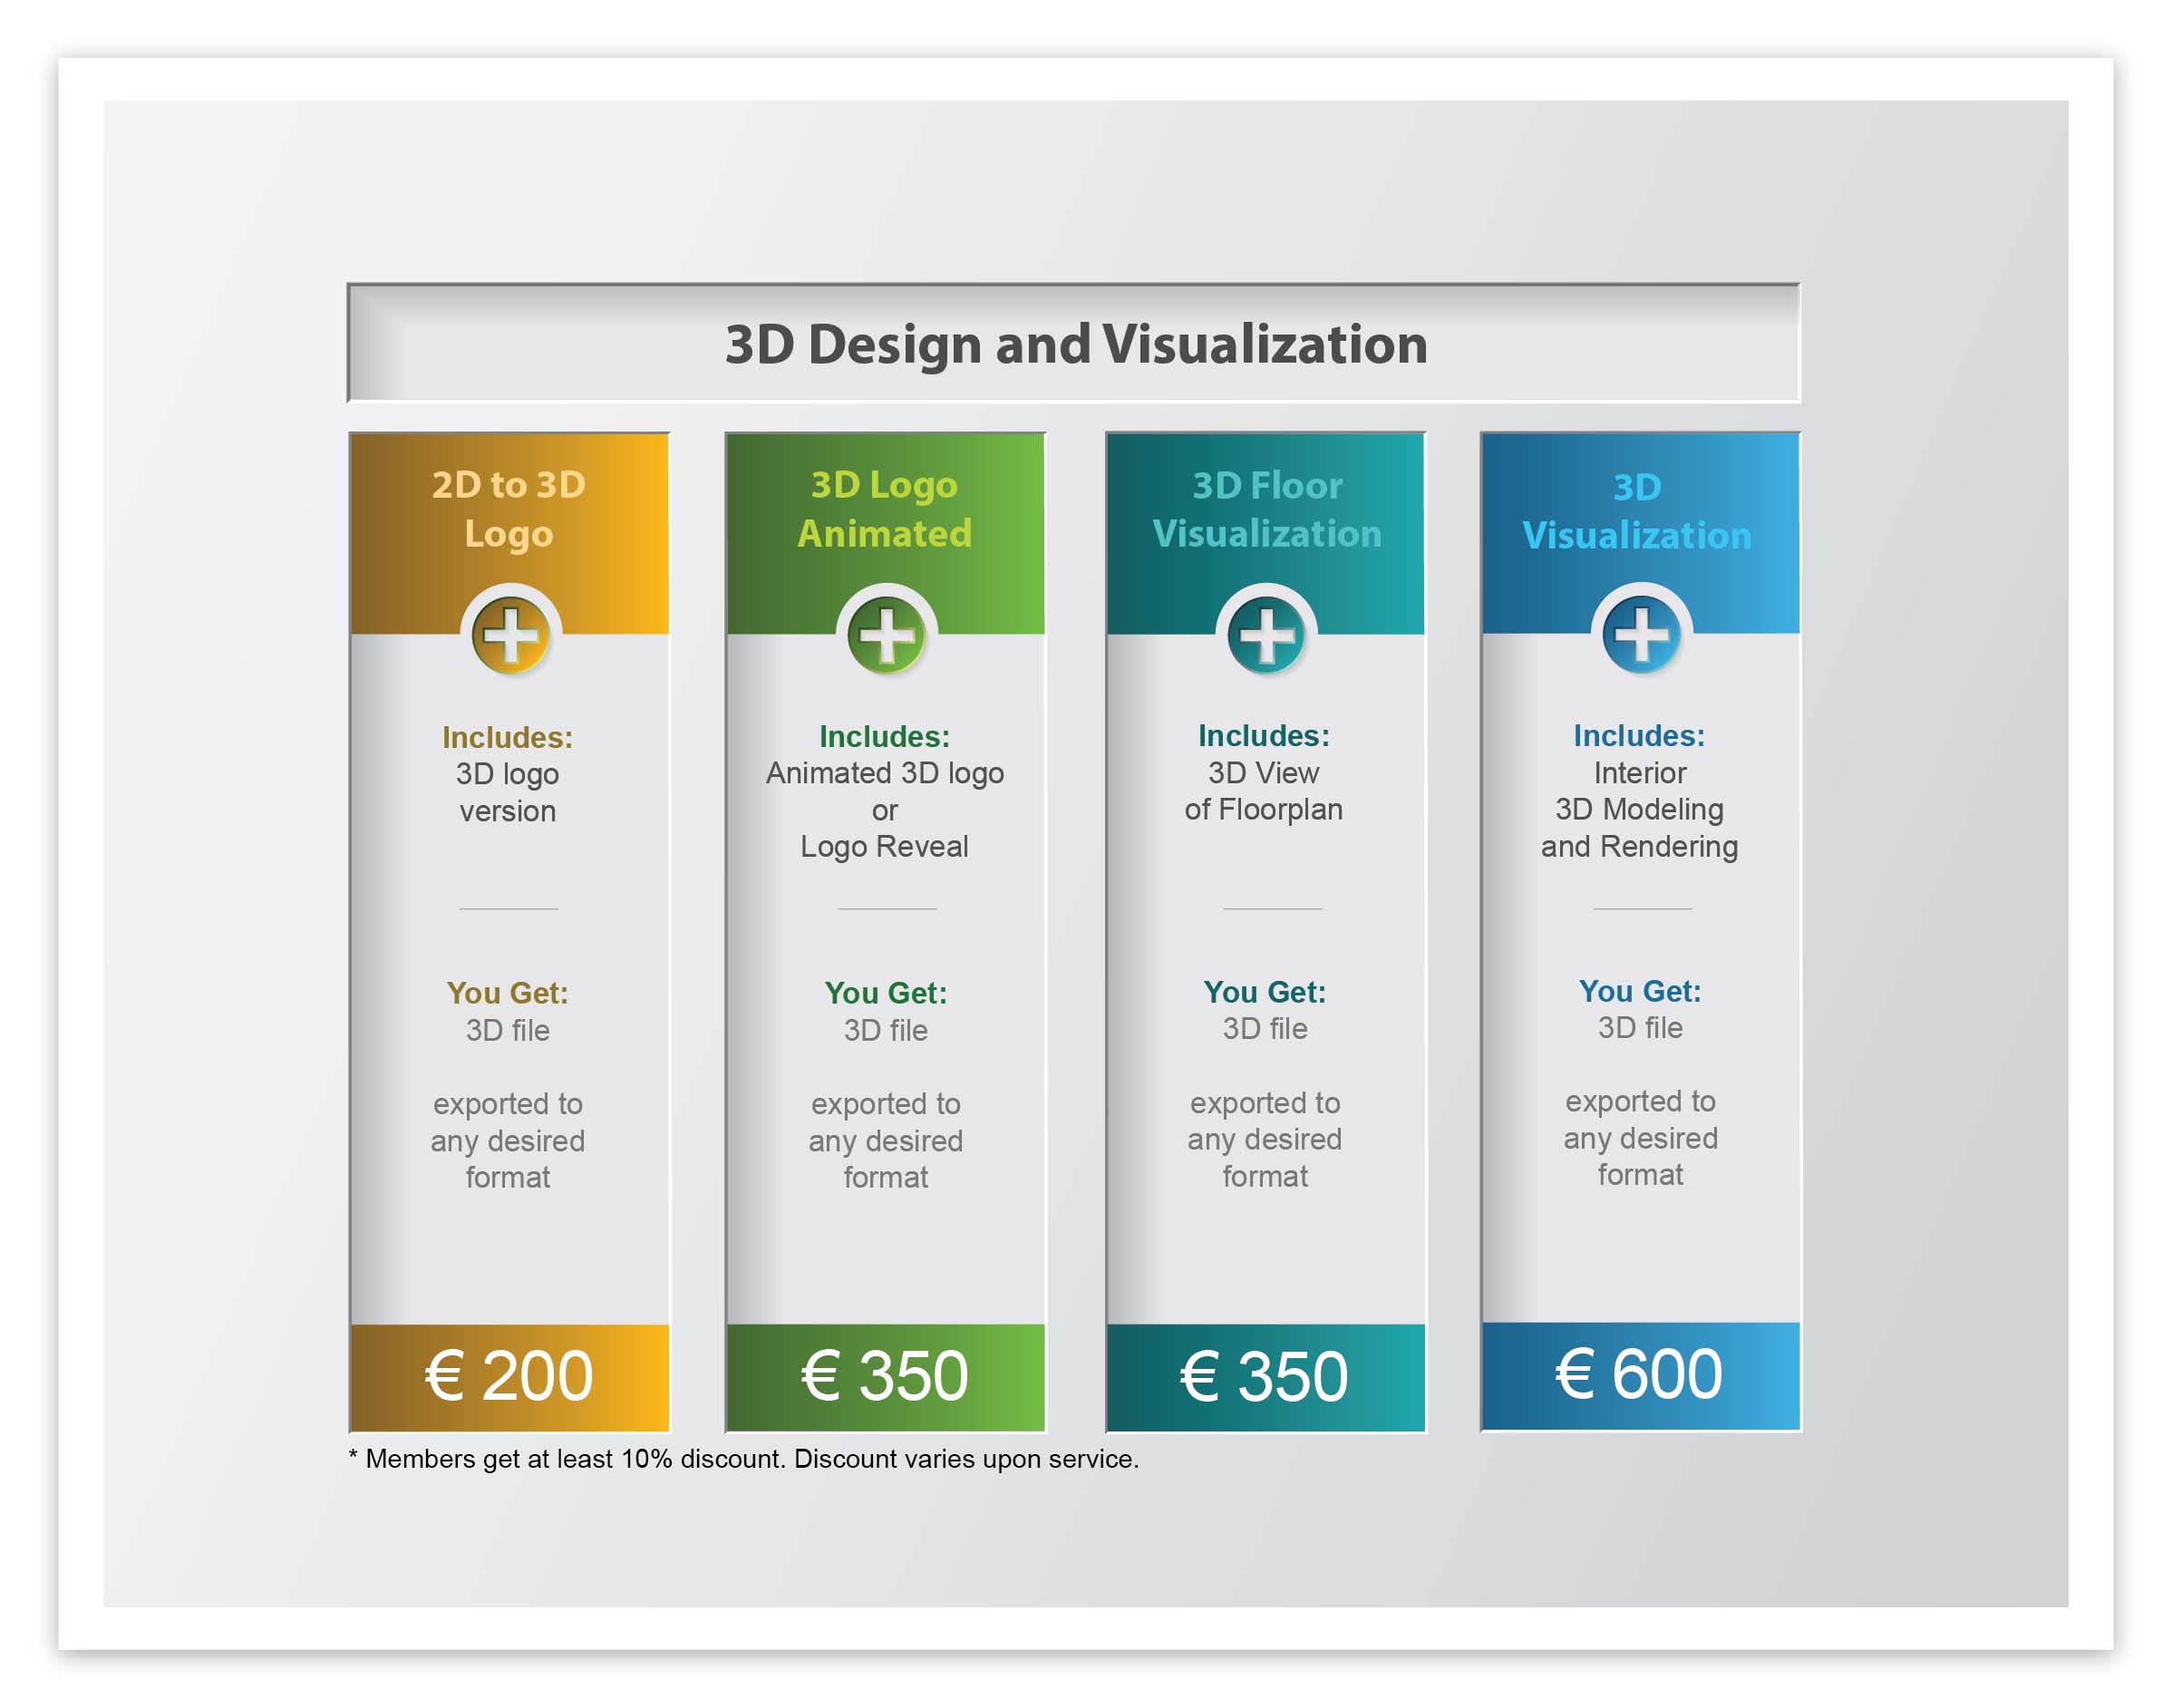 3D Design and Visualization
2D to 3D
Logo
Includes:
3D logo
version
You Get:
3D file
exported to
any desired
format
€ 200
3D Logo
Animated
Includes:
Animated 3D logo
or
Logo Reveal
You Get:
3D file
exported to
any desired
format
€ 350
3D Floor
Visualization
Includes:
3D View
of Floorplan
You Get:
3D file
exported to
any desired
format
€ 350
3D
Visualization
Includes:
Interior
3D Modeling
and Rendering
You Get:
3D file
exported to
any desired
format
€ 600
* Members get at least 10% discount. Discount varies upon service.